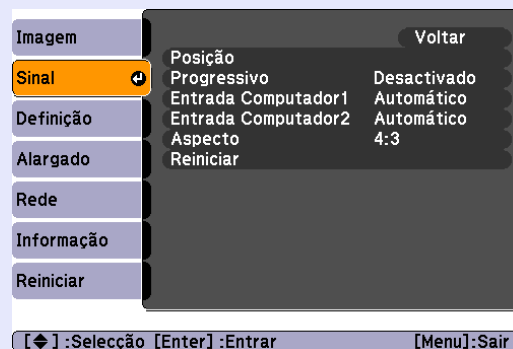 Imagem
Sinal
Definição
Alargado
Rede
Informação
Reiniciar
Voltar
Posição
Progressivo Desactivado
Entrada Computador1 Automático
Entrada Computador2 Automático
Aspecto 4:3
Reiniciar
[◆] :Selecção [Enter] :Entrar [Menu]:Sair